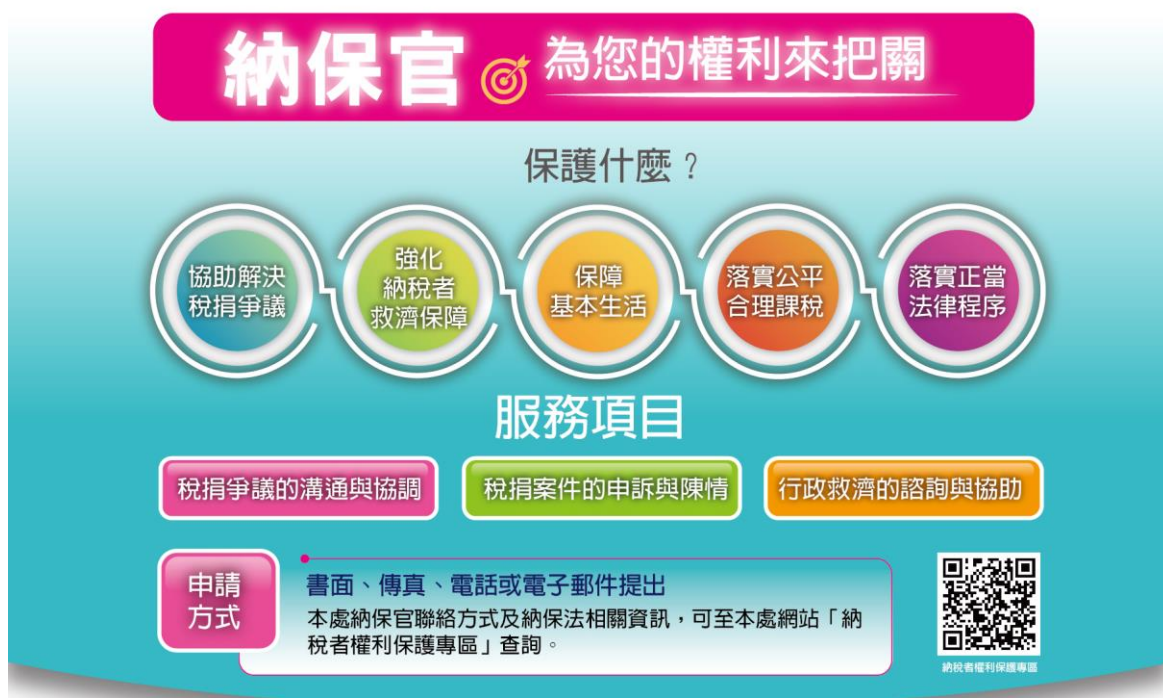 納保官 為您的權利來把關
保護什麼？
協助解決
稅捐爭議
強化
納稅者
救濟保障
保障
基本生活
落實公平
合理課稅
落實正當
法律程序
服務項目
稅捐爭議的溝通與協調
稅捐案件的申訴與陳情
行政救濟的諮詢與協助
申請
方式
書面、傳真、電話或電子郵件提出
本處納保官聯絡方式及納保法相關資訊，可至本處網站「納
稅者權利保護專區」查詢。
納稅者權利保護專區